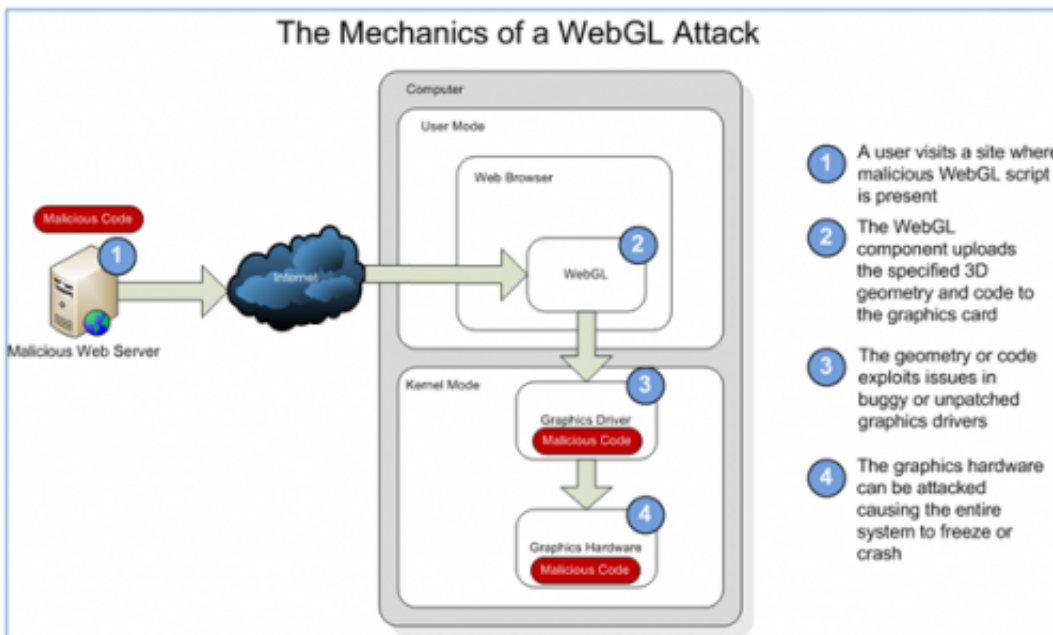 The Mechanics of a WebGL Attack
Computer
User Mode
Web Browser
2
WebGL
Malicious Code
1
Internet
Malicious Web Server
Kernel Mode
3
Graphics Driver
Malicious Code
4
Graphics Hardware
Malicious Code
1
A user visits a site where
malicious WebGL script
is present
2
The WebGL
component uploads
the specified 3D
geometry and code to
the graphics card
3
The geometry or code
exploits issues in
buggy or unpatched
graphics drivers
4
The graphics hardware
can be attacked
causing the entire
system to freeze or
crash